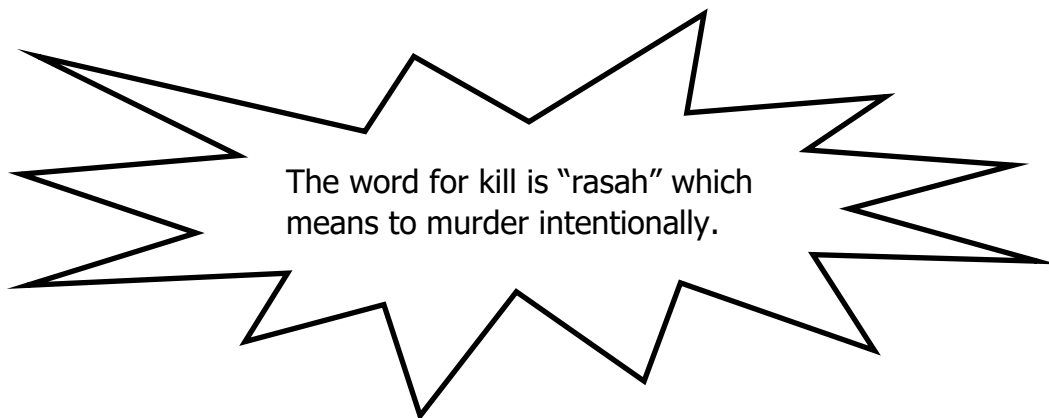 The word for kill is “rasah” which
means to murder intentionally.